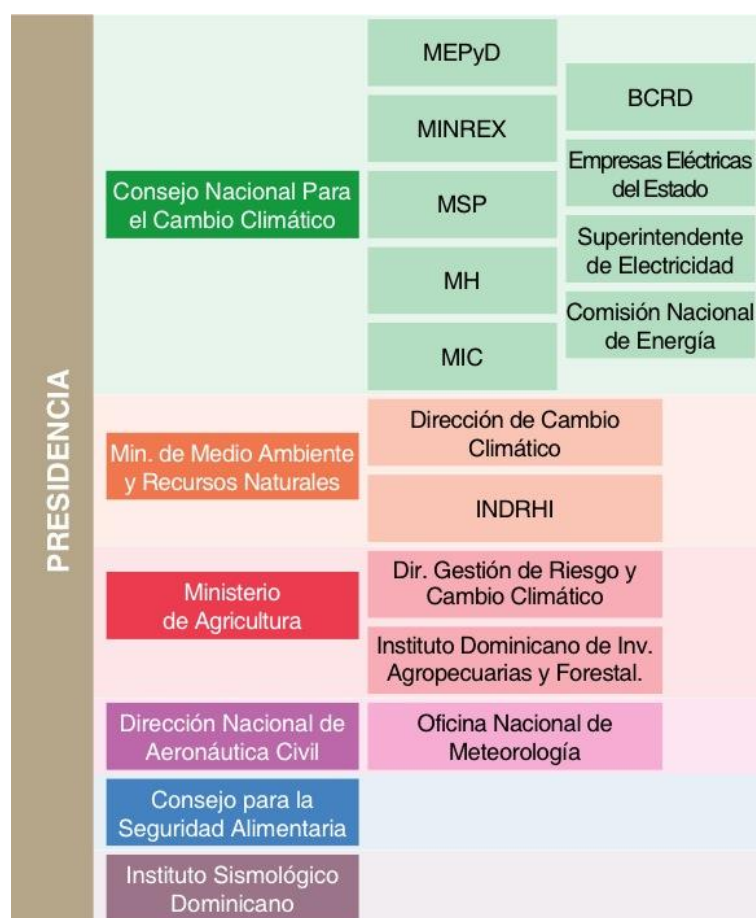 PRESIDENCIA
Consejo Nacional Para
el Cambio Climático
MEPyD
MINREX
MSP
MH
MIC
BCRD
Empresas Eléctricas
del Estado
Superintendente
de Electricidad
Comisión Nacional
de Energía
Min. de Medio Ambiente
y Recursos Naturales
Dirección de Cambio
Climático
INDRHI
Ministerio
de Agricultura
Dir. Gestión de Riesgo y
Cambio Climático
Instituto Dominicano de Inv.
Agropecuarias y Forestal.
Dirección Nacional de
Aeronáutica Civil
Oficina Nacional de
Meteorología
Consejo para la
Seguridad Alimentaria
Instituto Sismológico
Dominicano